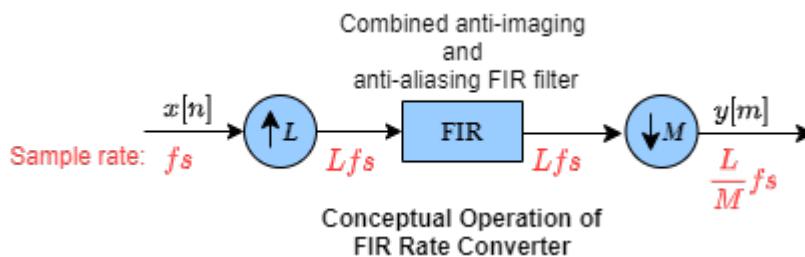 Combined anti-imaging
and
anti-aliasing FIR filter
x[n]
↑L
FIR
↓M
y[m]
Sample rate: fs
Lfs
Lfs
L/M fs
Conceptual Operation of
FIR Rate Converter